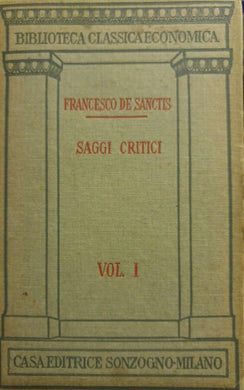 BIBLIOTECA CLASSICA ECONOMICA
FRANCESCO DE SANCTIS
SAGGI CRITICI
VOL. I
CASA EDITRICE SONZOGNO-MILANO